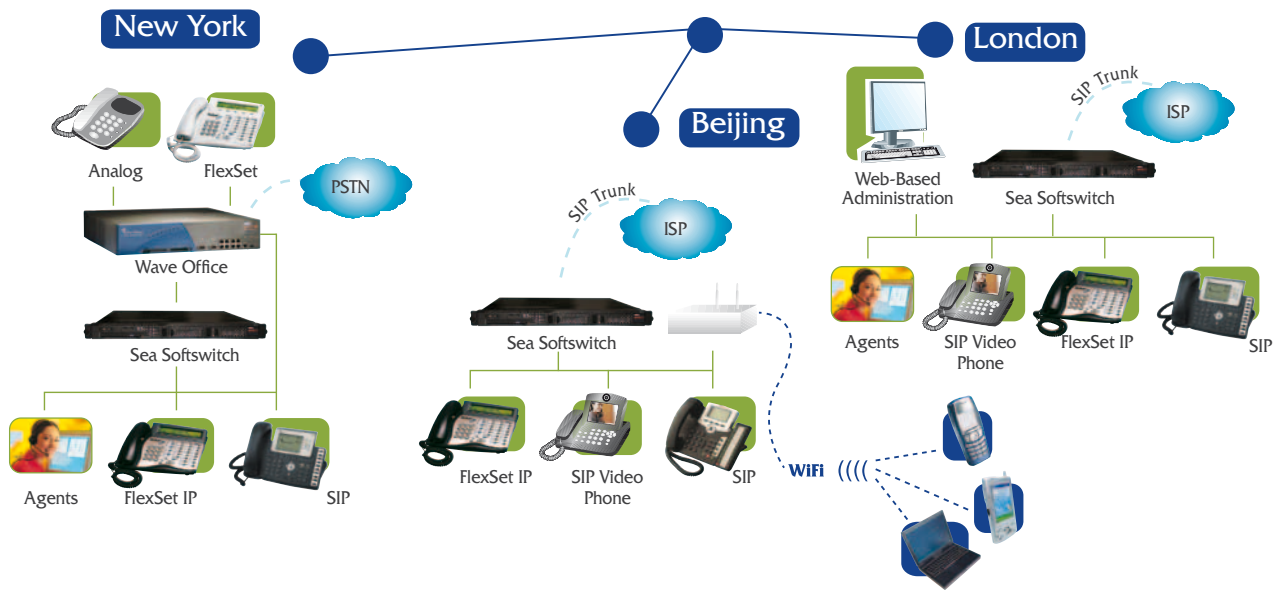 New York
London
Beijing
Analog
FlexSet
PSTN
Wave Office
Sea Softswitch
Agents
FlexSet IP
SIP
SIP Trunk
ISP
Sea Softswitch
FlexSet IP
SIP Video
Phone
SIP
WiFi
Web-Based
Administration
SIP Trunk
ISP
Sea Softswitch
Agents
SIP Video
Phone
FlexSet IP
SIP